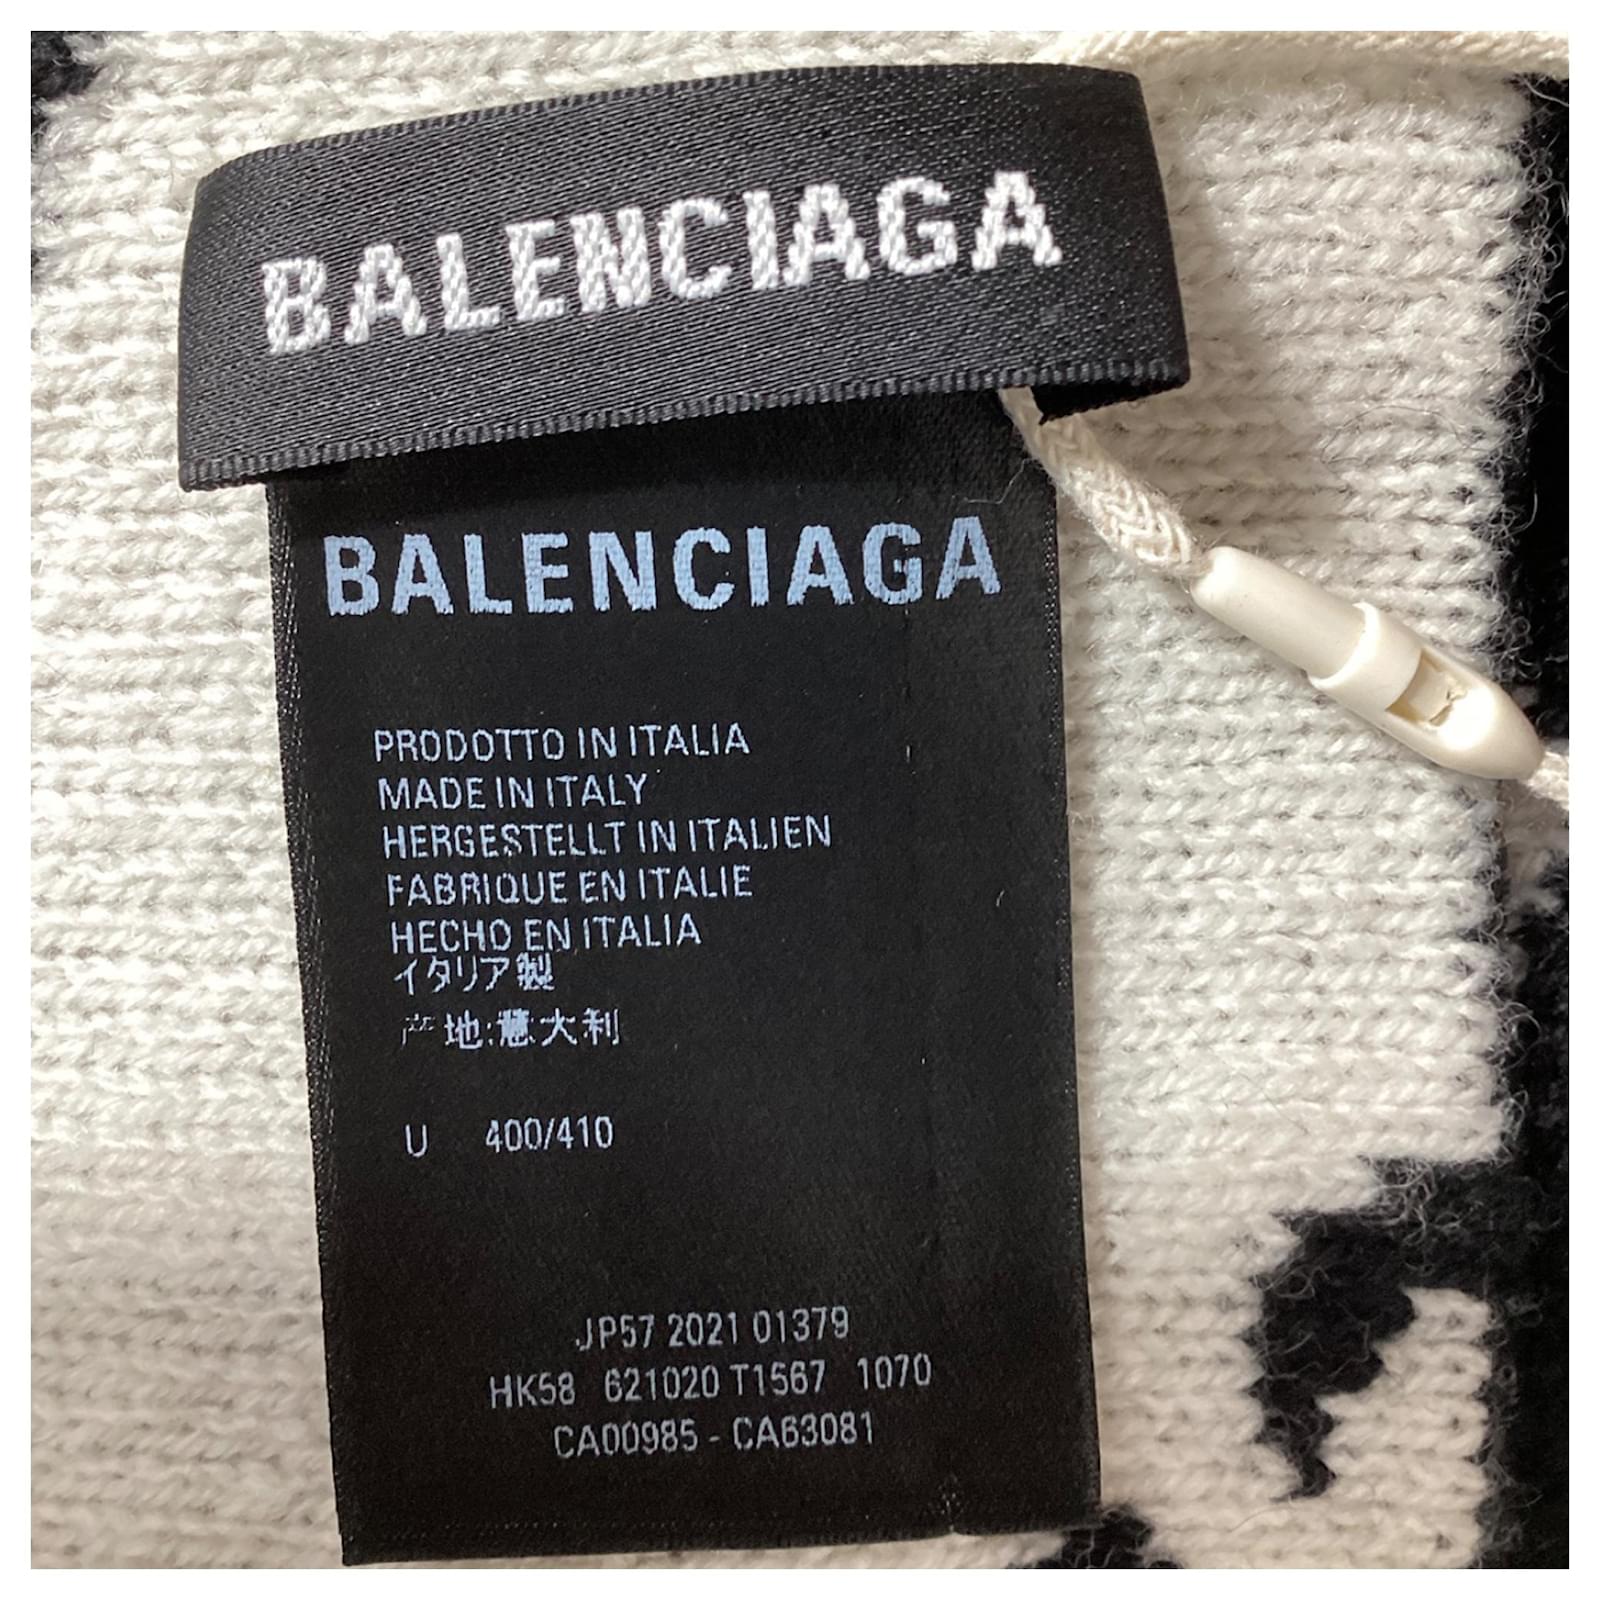 BALENCIAGA
BALENCIAGA
PRODOTTO IN ITALIA
MADE IN ITALY
HERGESTELLT IN ITALIEN
FABRIQUE EN ITALIE
HECHO EN ITALIA
イタリア製
产地:意大利
U 400/410
JP57 2021 01379
HK58 621020 T1567 1070
CA00985 - CA63081